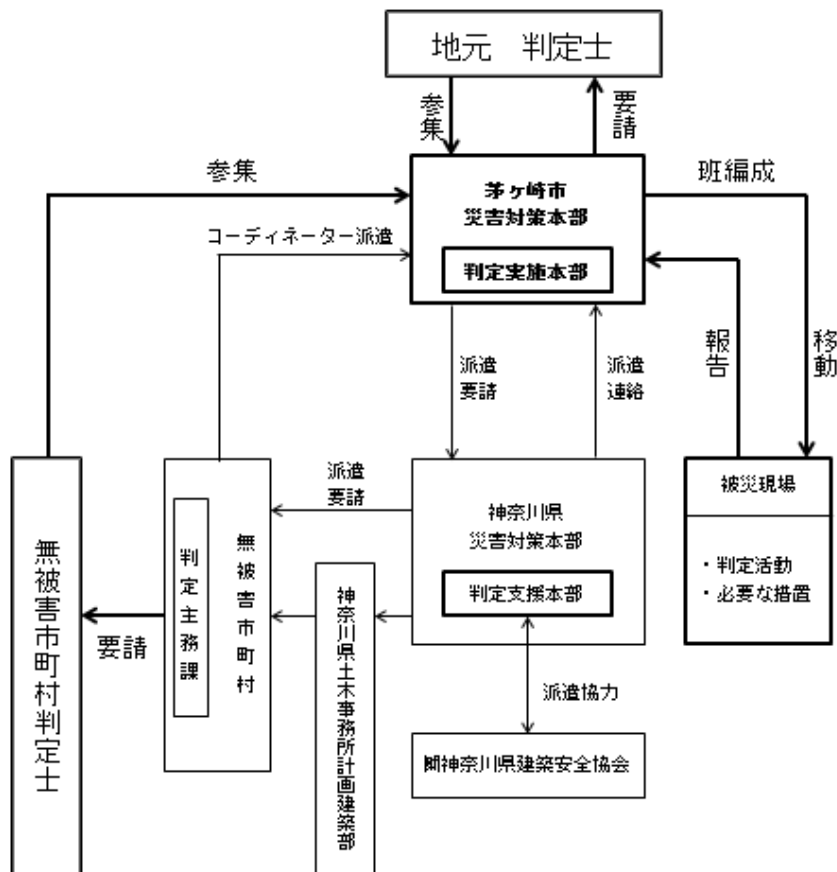 地元　判定士
参集
要請
参集
茅ヶ崎市
災害対策本部
班編成
コーディネーター派遣
判定実施本部
派遣
要請
派遣
連絡
報告
移動
無被害市町村判定士
要請
判定主務課
無被害市町村
派遣
要請
神奈川県
災害対策本部
判定支援本部
神奈川県土木事務所計画建築部
派遣協力
神奈川県建築安全協会
被災現場
・判定活動
・必要な措置